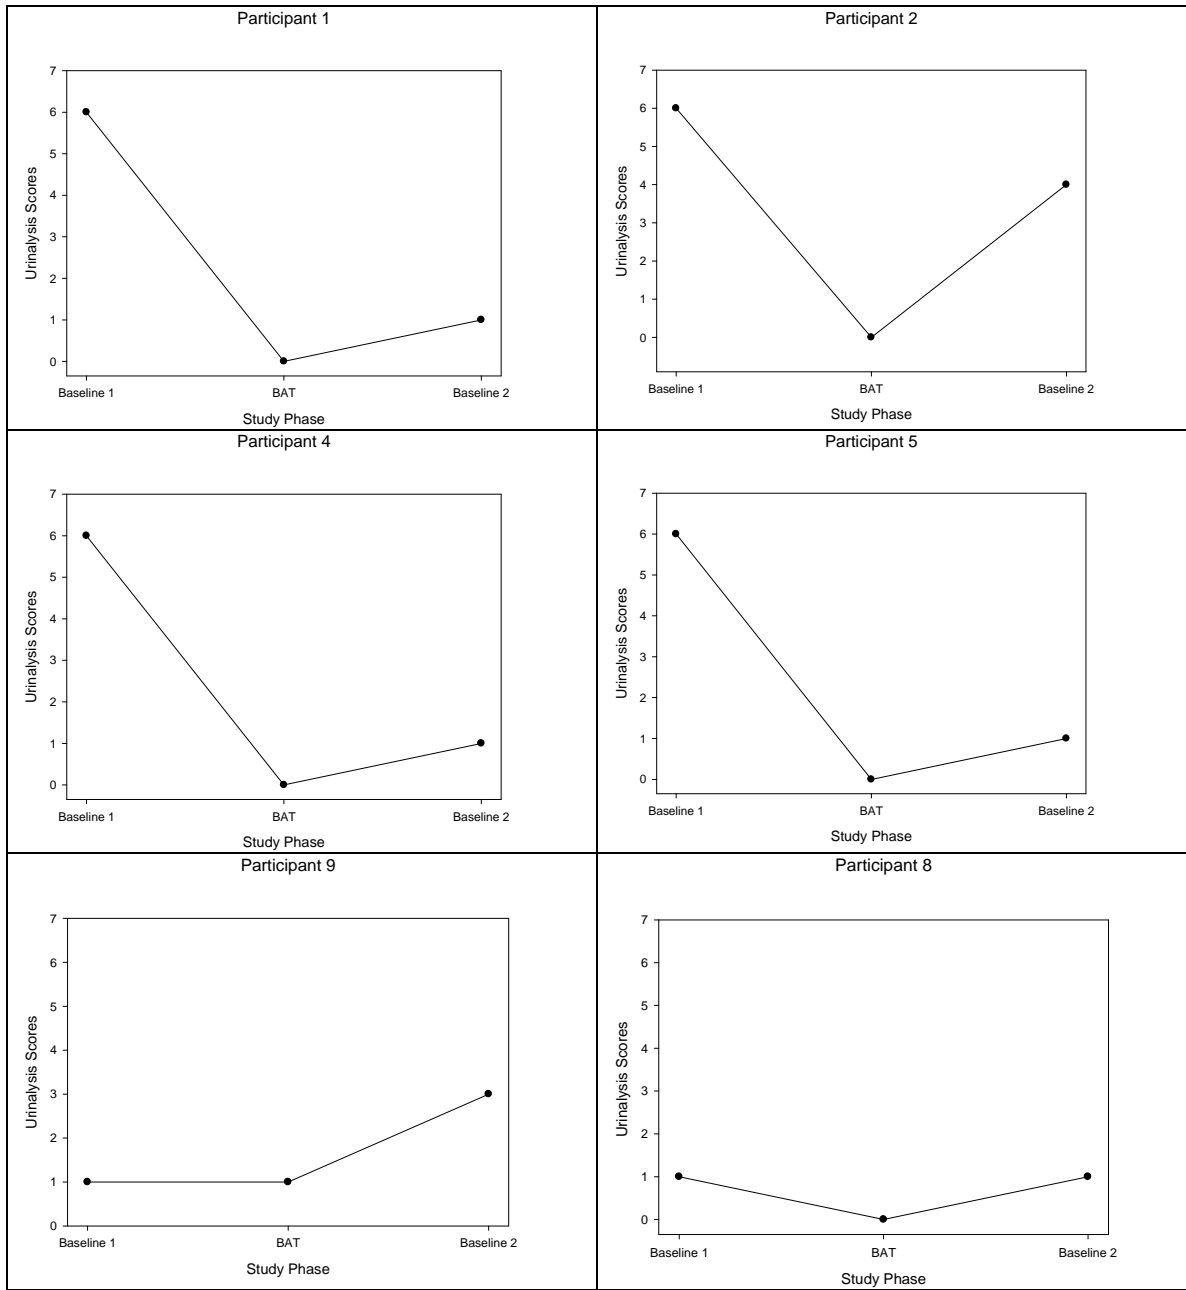 Participant 1
7
6
5
4
3
2
1
0
Urinalysis Scores
Baseline 1 BAT Baseline 2
Study Phase
Participant 2
7
6
5
4
3
2
1
0
Urinalysis Scores
Baseline 1 BAT Baseline 2
Study Phase
Participant 4
7
6
5
4
3
2
1
0
Urinalysis Scores
Baseline 1 BAT Baseline 2
Study Phase
Participant 5
7
6
5
4
3
2
1
0
Urinalysis Scores
Baseline 1 BAT Baseline 2
Study Phase
Participant 9
7
6
5
4
3
2
1
0
Urinalysis Scores
Baseline 1 BAT Baseline 2
Study Phase
Participant 8
7
6
5
4
3
2
1
0
Urinalysis Scores
Baseline 1 BAT Baseline 2
Study Phase